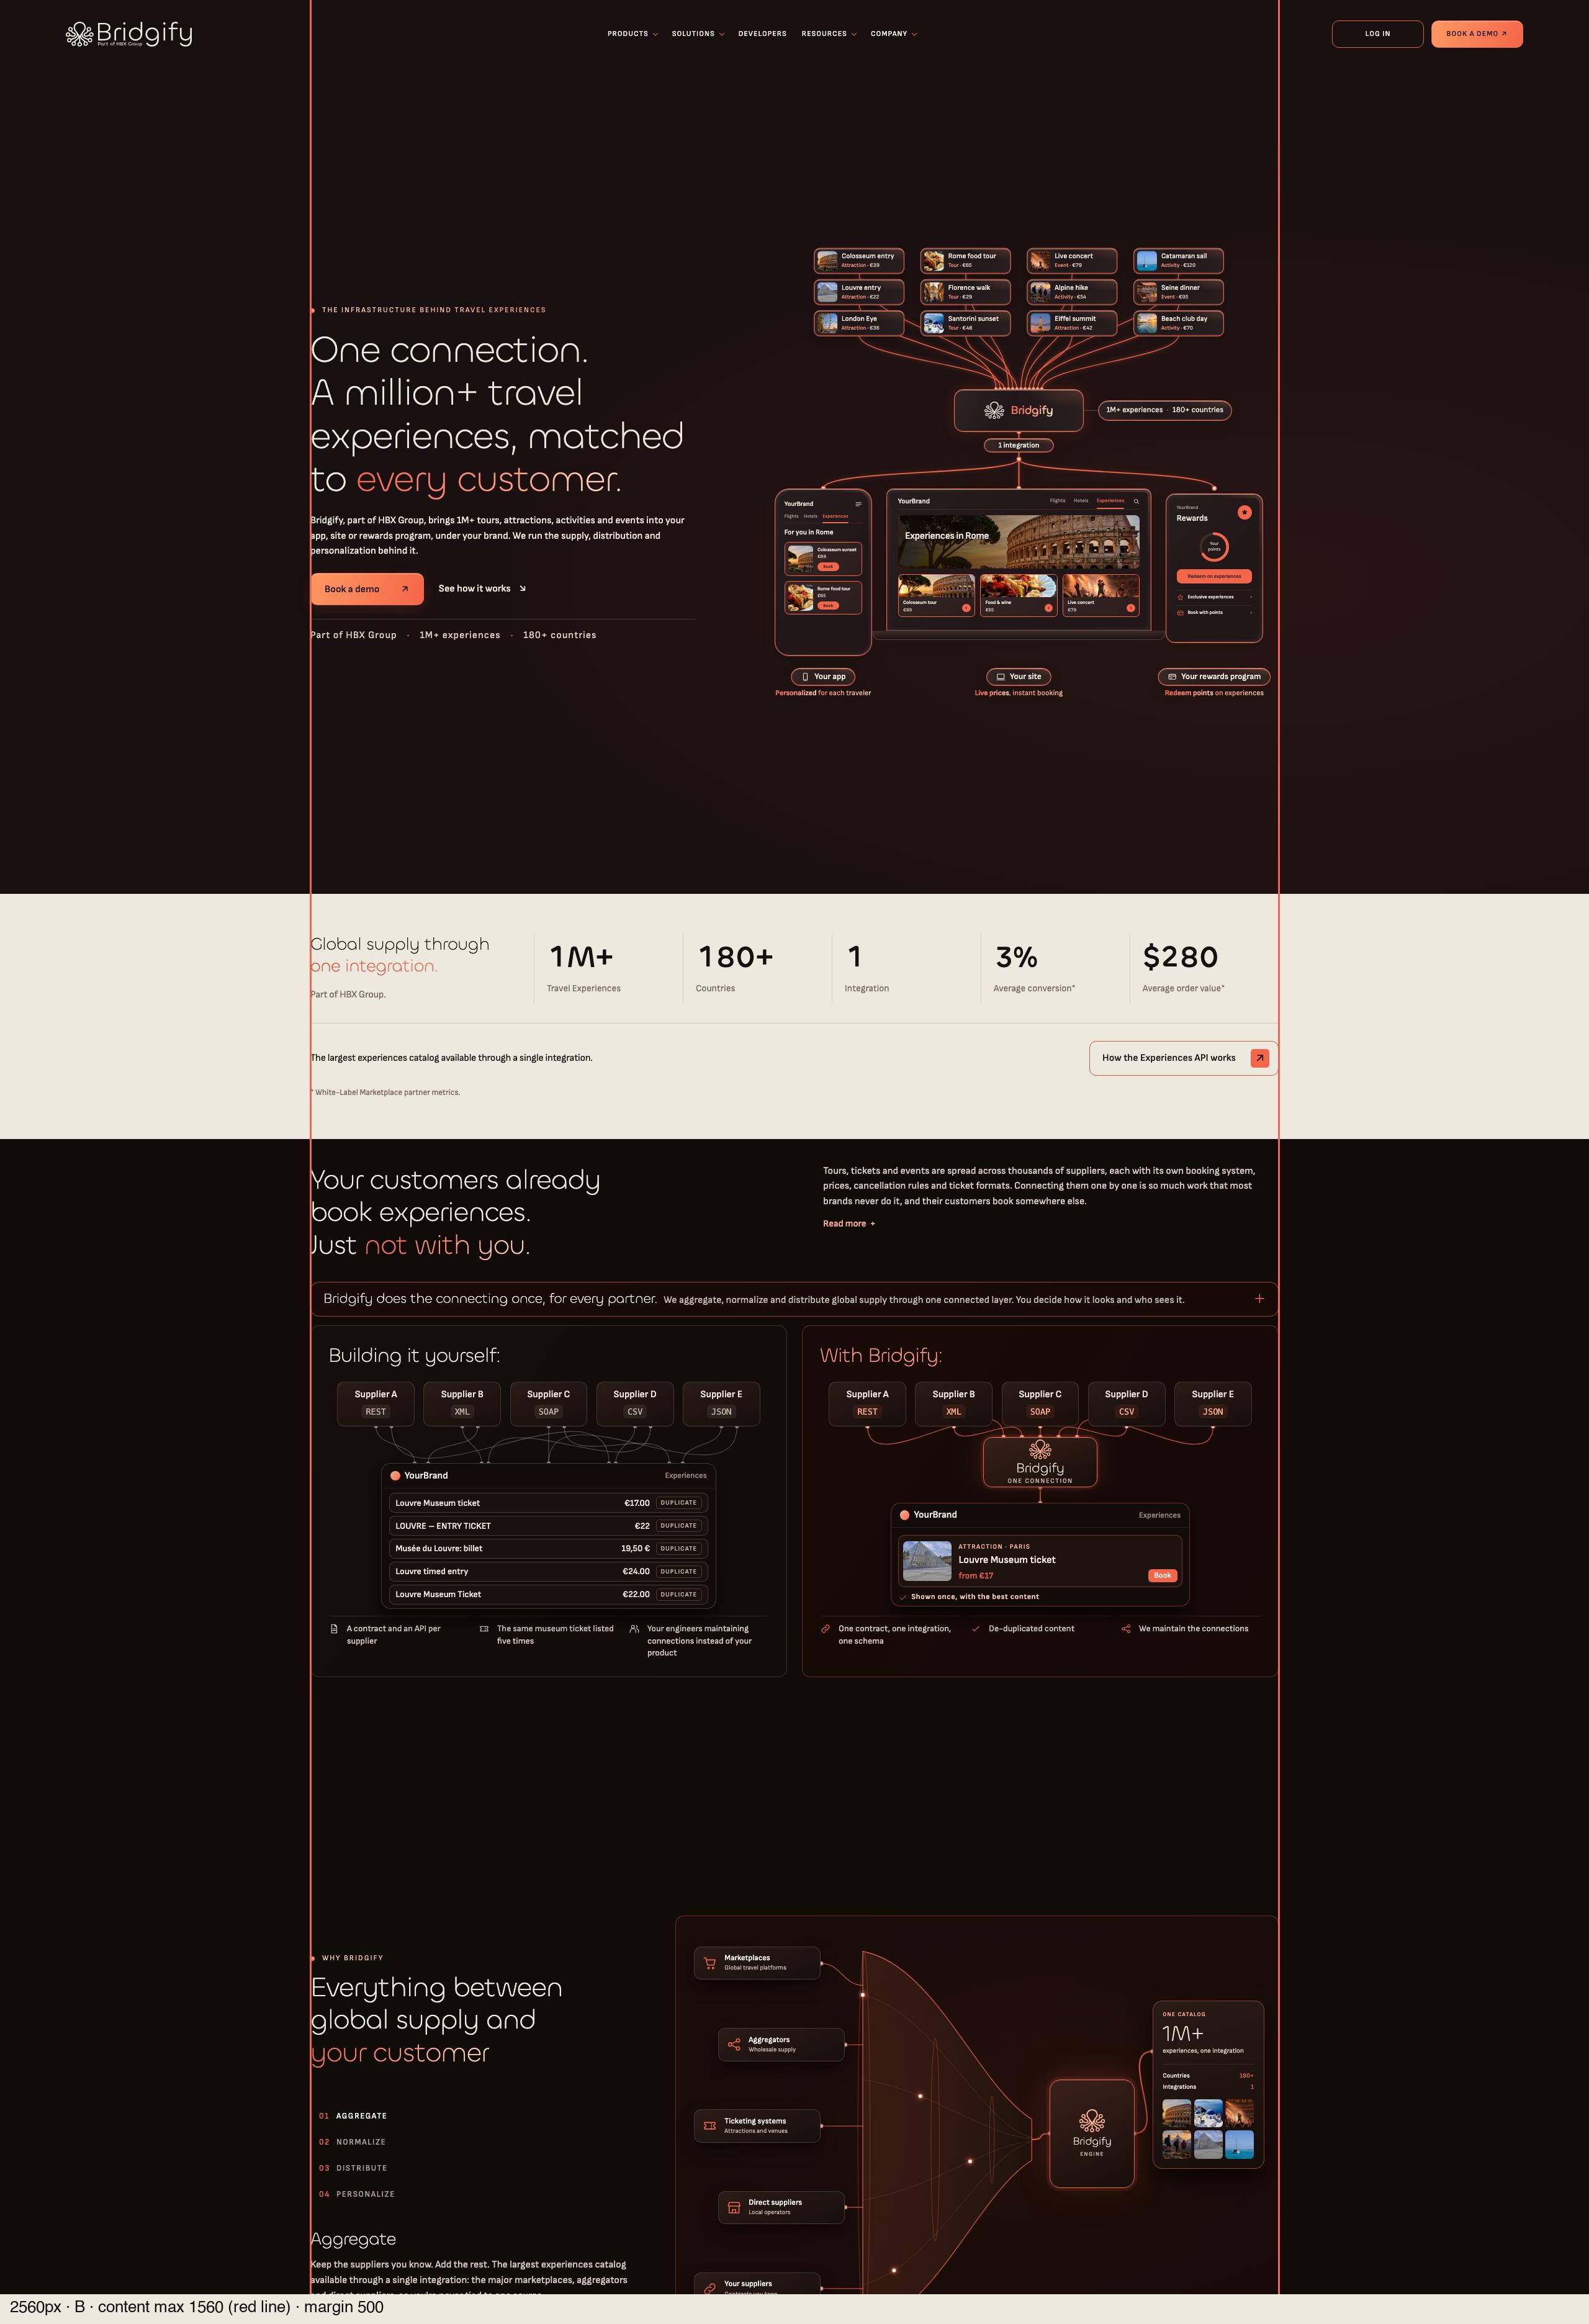 Bridgify
Part of HBX Group
PRODUCTS
SOLUTIONS
DEVELOPERS
RESOURCES
COMPANY
LOG IN
BOOK A DEMO
THE INFRASTRUCTURE BEHIND TRAVEL EXPERIENCES
One connection.
A million+ travel
experiences, matched
to every customer.
Bridgify, part of HBX Group, brings 1M+ tours, attractions, activities and events into your
app, site or rewards program, under your brand. We run the supply, distribution and
personalization behind it.
Book a demo
See how it works
Part of HBX Group · 1M+ experiences · 180+ countries
Colosseum entry
Attraction · €39
Rome food tour
Tour · €65
Live concert
Event · €79
Catamaran sail
Activity · €120
Louvre entry
Attraction · €22
Florence walk
Tour · €29
Alpine hike
Activity · €54
Seine dinner
Event · €95
London Eye
Attraction · €36
Santorini sunset
Tour · €48
Eiffel summit
Attraction · €42
Beach club day
Activity · €70
Bridgify
1M+ experiences · 180+ countries
1 integration
YourBrand
Flights Hotels Experiences
For you in Rome
Colosseum sunset
€89
Book
Rome food tour
€65
Book
YourBrand
Flights Hotels Experiences
Experiences in Rome
Colosseum tour
€69
Food & wine
€55
Live concert
€79
YourBrand
Rewards
Your
points
Redeem on experiences
Exclusive experiences
Book with points
Your app
Personalized for each traveler
Your site
Live prices, instant booking
Your rewards program
Redeem points on experiences
Global supply through
one integration.
Part of HBX Group.
1M+
Travel Experiences
180+
Countries
1
Integration
3%
Average conversion*
$280
Average order value*
The largest experiences catalog available through a single integration.
How the Experiences API works
* White-Label Marketplace partner metrics.
Your customers already
book experiences.
Just not with you.
Tours, tickets and events are spread across thousands of suppliers, each with its own booking system,
prices, cancellation rules and ticket formats. Connecting them one by one is so much work that most
brands never do it, and their customers book somewhere else.
Read more +
Bridgify does the connecting once, for every partner. We aggregate, normalize and distribute global supply through one connected layer. You decide how it looks and who sees it.
Building it yourself:
Supplier A
REST
Supplier B
XML
Supplier C
SOAP
Supplier D
CSV
Supplier E
JSON
YourBrand
Experiences
Louvre Museum ticket €17.00 DUPLICATE
LOUVRE – ENTRY TICKET €22 DUPLICATE
Musée du Louvre: billet 19,50 € DUPLICATE
Louvre timed entry €24.00 DUPLICATE
Louvre Museum Ticket €22.00 DUPLICATE
A contract and an API per
supplier
The same museum ticket listed
five times
Your engineers maintaining
connections instead of your
product
With Bridgify:
Supplier A
REST
Supplier B
XML
Supplier C
SOAP
Supplier D
CSV
Supplier E
JSON
Bridgify
ONE CONNECTION
YourBrand
Experiences
ATTRACTION · PARIS
Louvre Museum ticket
from €17
Book
Shown once, with the best content
One contract, one integration,
one schema
De-duplicated content
We maintain the connections
WHY BRIDGIFY
Everything between
global supply and
your customer
01 AGGREGATE
02 NORMALIZE
03 DISTRIBUTE
04 PERSONALIZE
Aggregate
Keep the suppliers you know. Add the rest. The largest experiences catalog
available through a single integration: the major marketplaces, aggregators
Marketplaces
Global travel platforms
Aggregators
Wholesale supply
Ticketing systems
Attractions and venues
Direct suppliers
Local operators
Your suppliers
Bridgify
ENGINE
ONE CATALOG
1M+
experiences, one integration
Countries 180+
Integrations 1
2560px · B · content max 1560 (red line) · margin 500